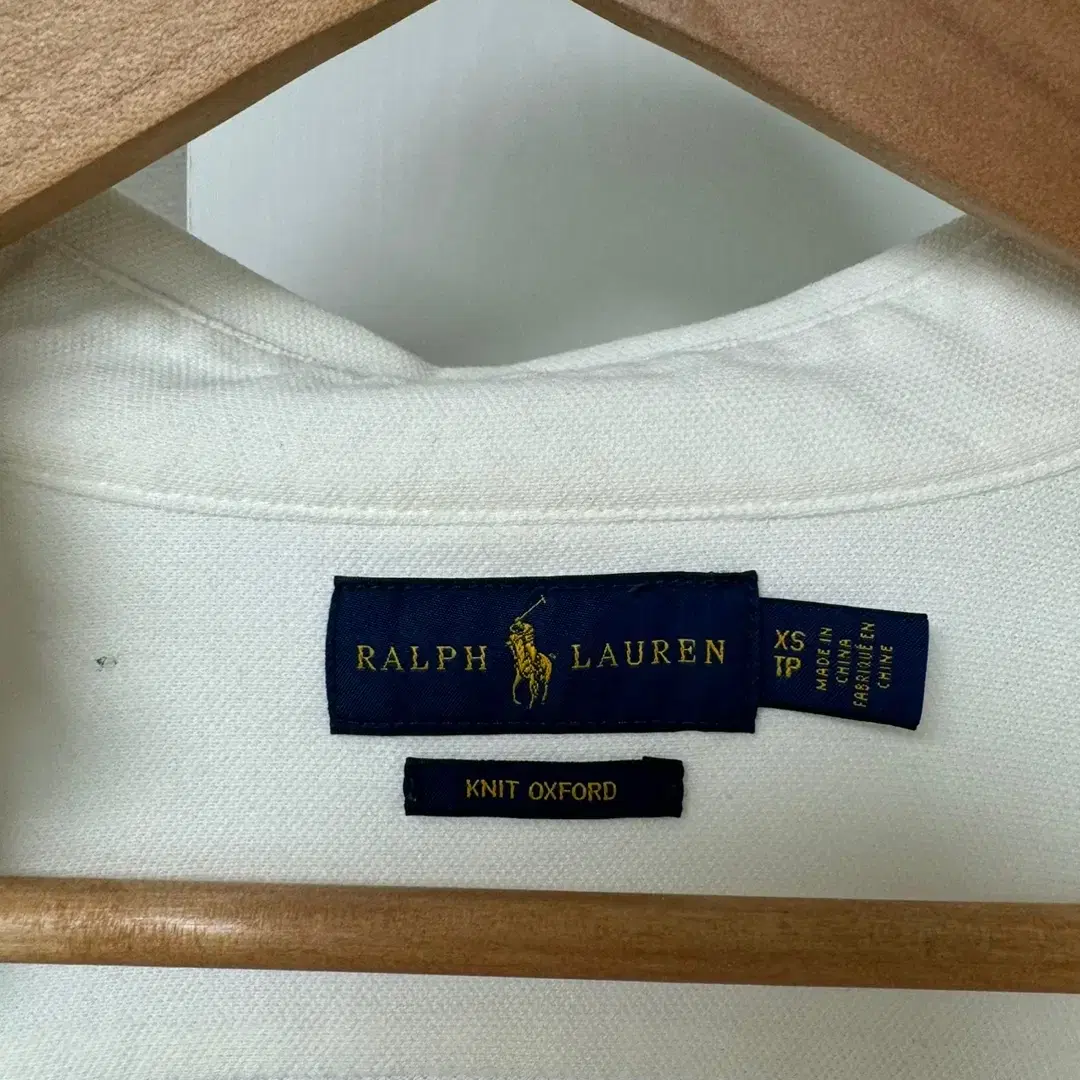 RALPH LAUREN
XS
TP
MADE IN
CHINA
FABRIQUÉ EN
CHINE
KNIT OXFORD